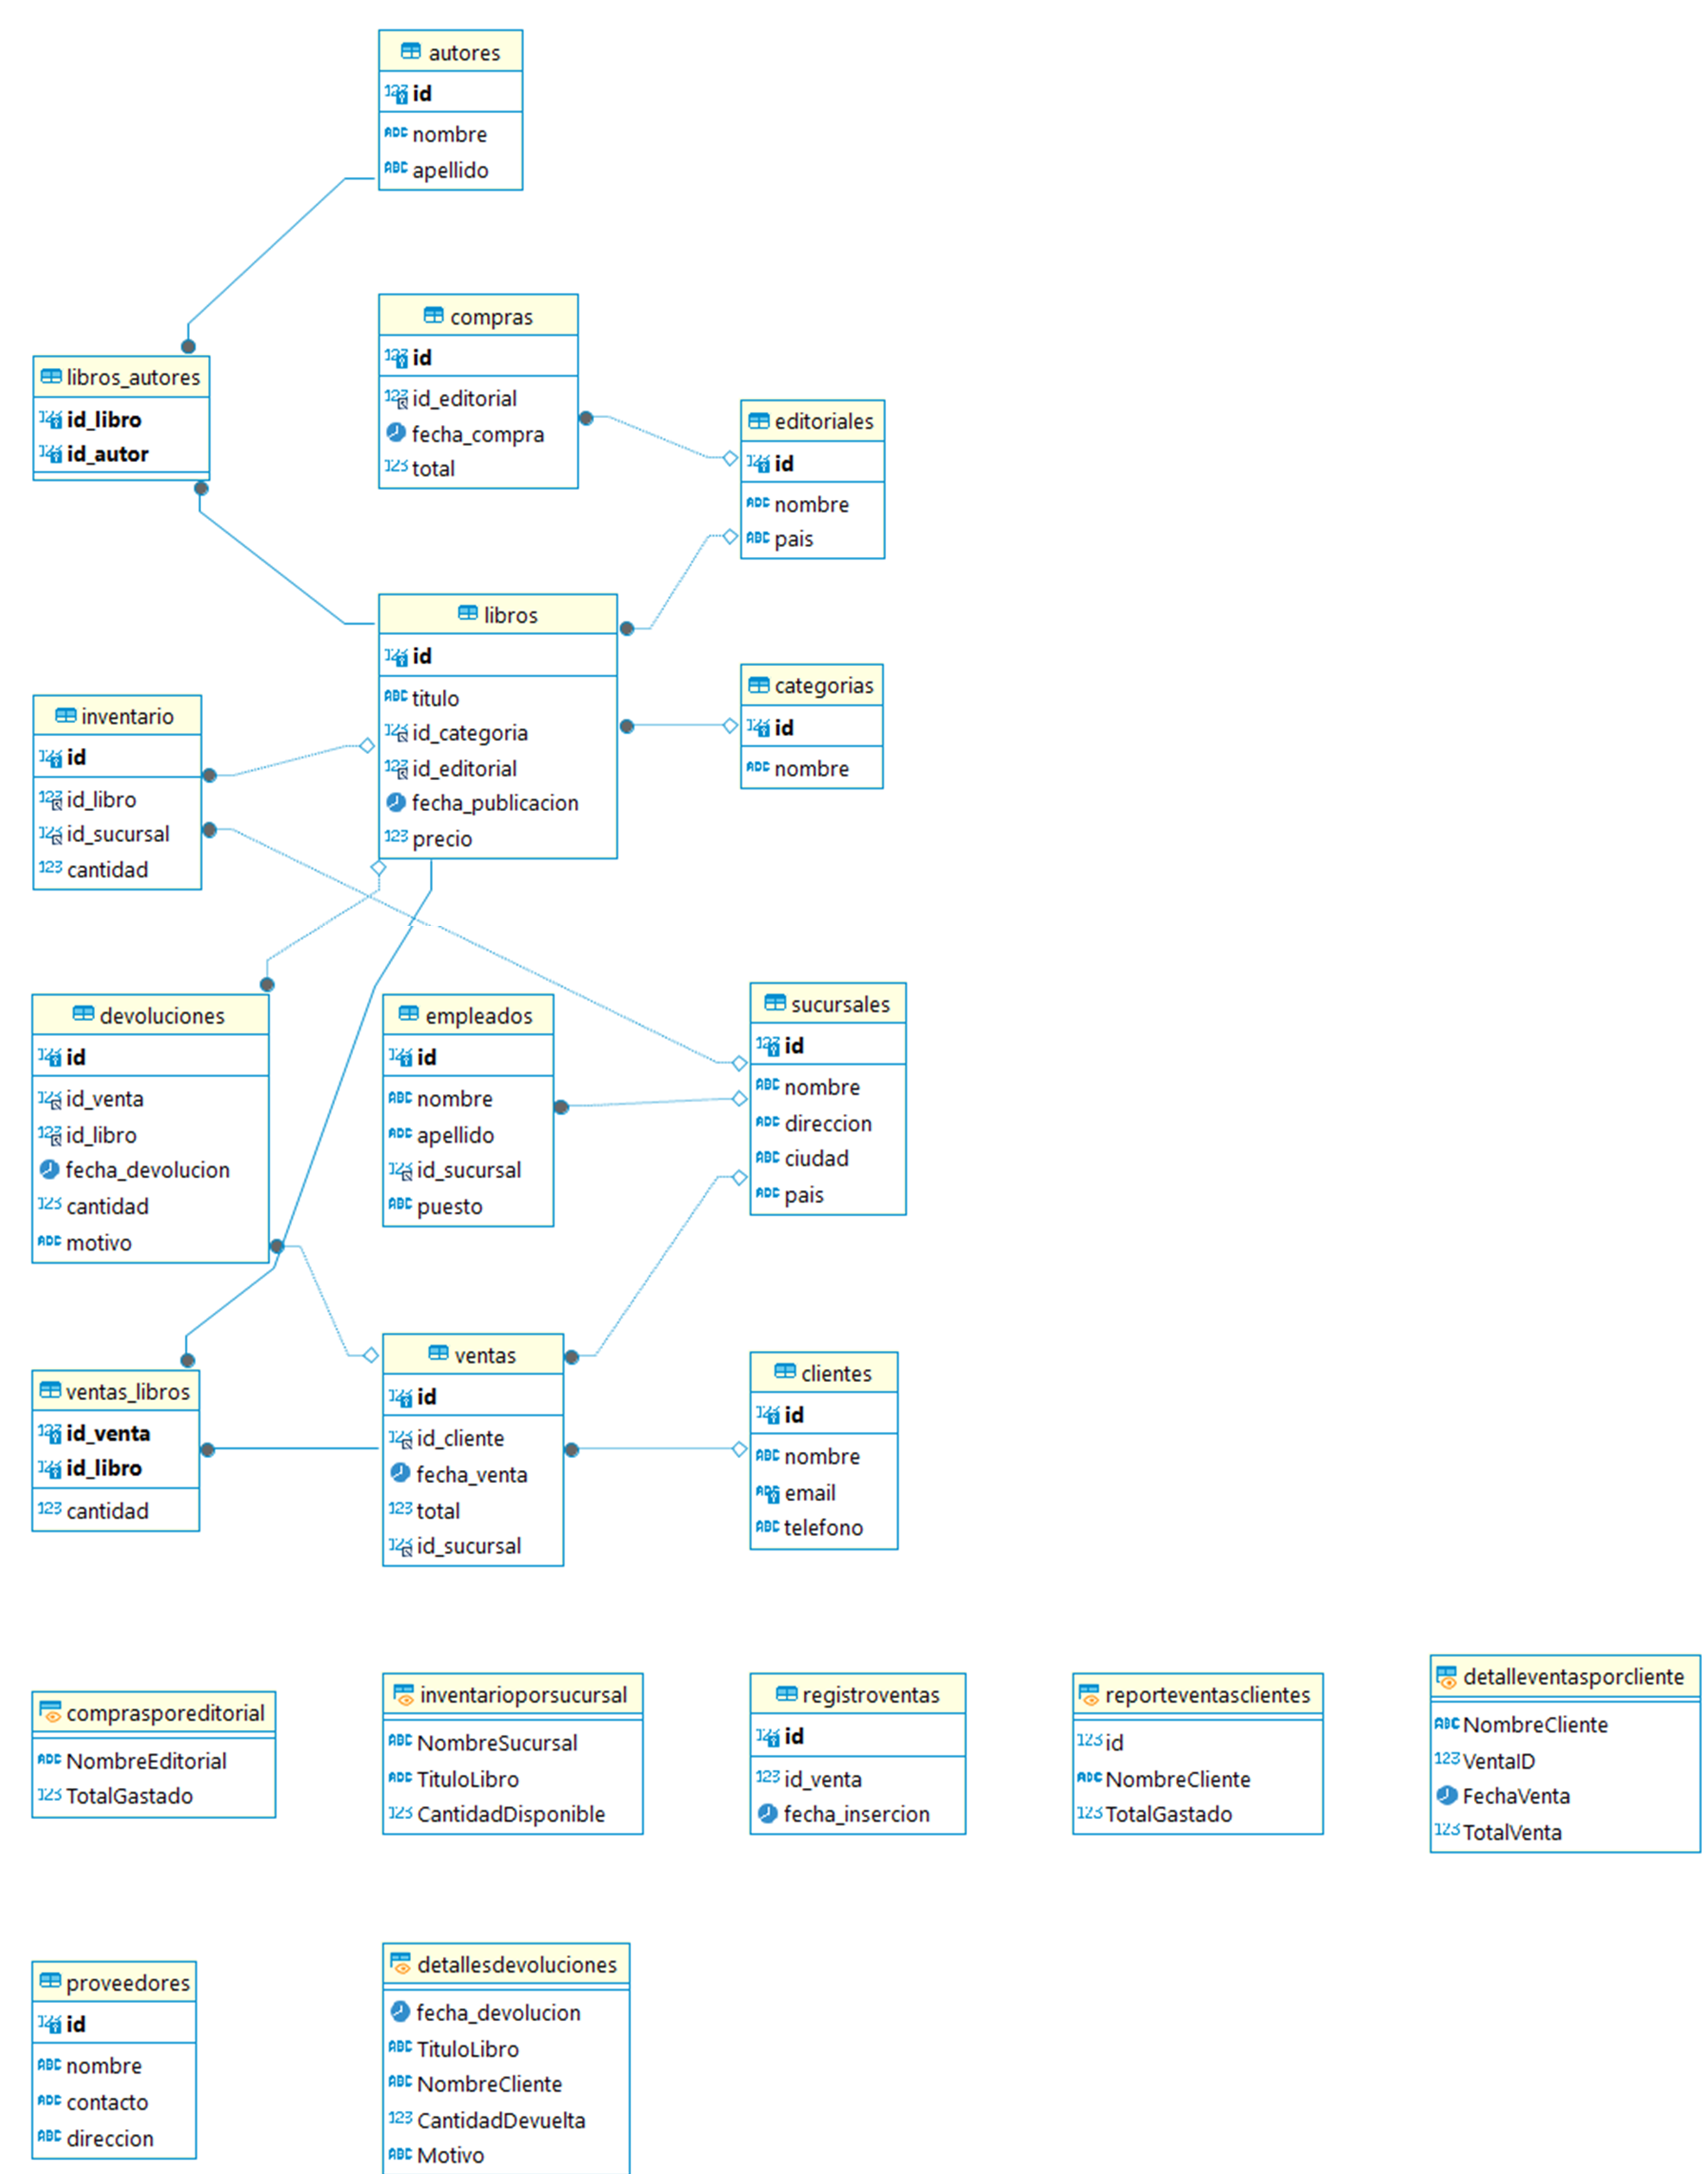 autores
id
nombre
apellido
compras
id
id_editorial
fecha_compra
total
libros_autores
id_libro
id_autor
editoriales
id
nombre
pais
libros
id
titulo
id_categoria
id_editorial
fecha_publicacion
precio
categorias
id
nombre
inventario
id
id_libro
id_sucursal
cantidad
devoluciones
id
id_venta
id_libro
fecha_devolucion
cantidad
motivo
empleados
id
nombre
apellido
id_sucursal
puesto
sucursales
id
nombre
direccion
ciudad
pais
ventas_libros
id_venta
id_libro
cantidad
ventas
id
id_cliente
fecha_venta
total
id_sucursal
clientes
id
nombre
email
telefono
comprasporeditorial
NombreEditorial
TotalGastado
inventarioporsucursal
NombreSucursal
TituloLibro
CantidadDisponible
registroventas
id
id_venta
fecha_insercion
reporteventasclientes
id
NombreCliente
TotalGastado
detalleventasporcliente
NombreCliente
VentaID
FechaVenta
TotalVenta
proveedores
id
nombre
contacto
direccion
detallesdevoluciones
fecha_devolucion
TituloLibro
NombreCliente
CantidadDevuelta
Motivo